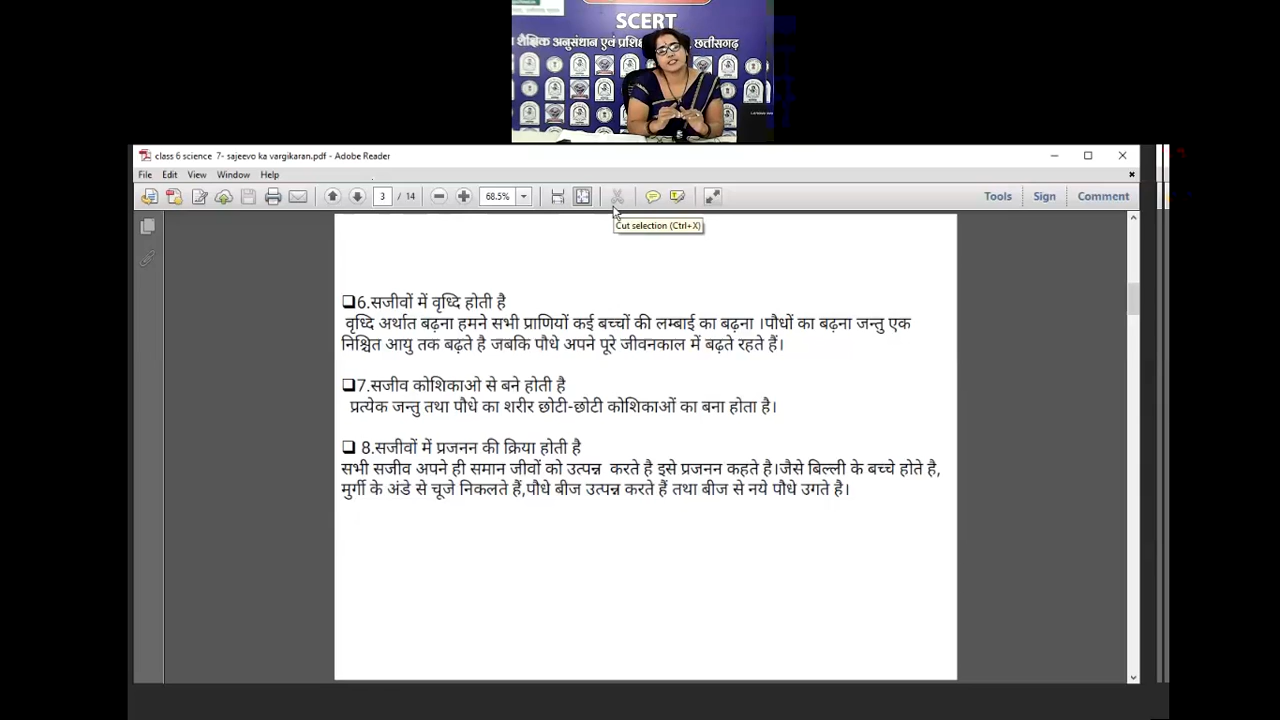 SCERT
शैक्षिक अनुसंधान एवं प्रशि छत्तीसगढ़
class 6 science 7- sajeevo ka vargikaran.pdf - Adobe Reader
File Edit View Window Help
3 / 14 68.5% Tools Sign Comment
Cut selection (Ctrl+X)
6.सजीवों में वृध्दि होती है
वृध्दि अर्थात बढ़ना हमने सभी प्राणियों कई बच्चों की लम्बाई का बढ़ना ।पौधों का बढ़ना जन्तु एक
निश्चित आयु तक बढ़ते है जबकि पौधे अपने पूरे जीवनकाल में बढ़ते रहते हैं।
7.सजीव कोशिकाओ से बने होती है
प्रत्येक जन्तु तथा पौधे का शरीर छोटी-छोटी कोशिकाओं का बना होता है।
8.सजीवों में प्रजनन की क्रिया होती है
सभी सजीव अपने ही समान जीवों को उत्पन्न करते है इसे प्रजनन कहते है।जैसे बिल्ली के बच्चे होते है,
मुर्गी के अंडे से चूजे निकलते हैं,पौधे बीज उत्पन्न करते हैं तथा बीज से नये पौधे उगते है।